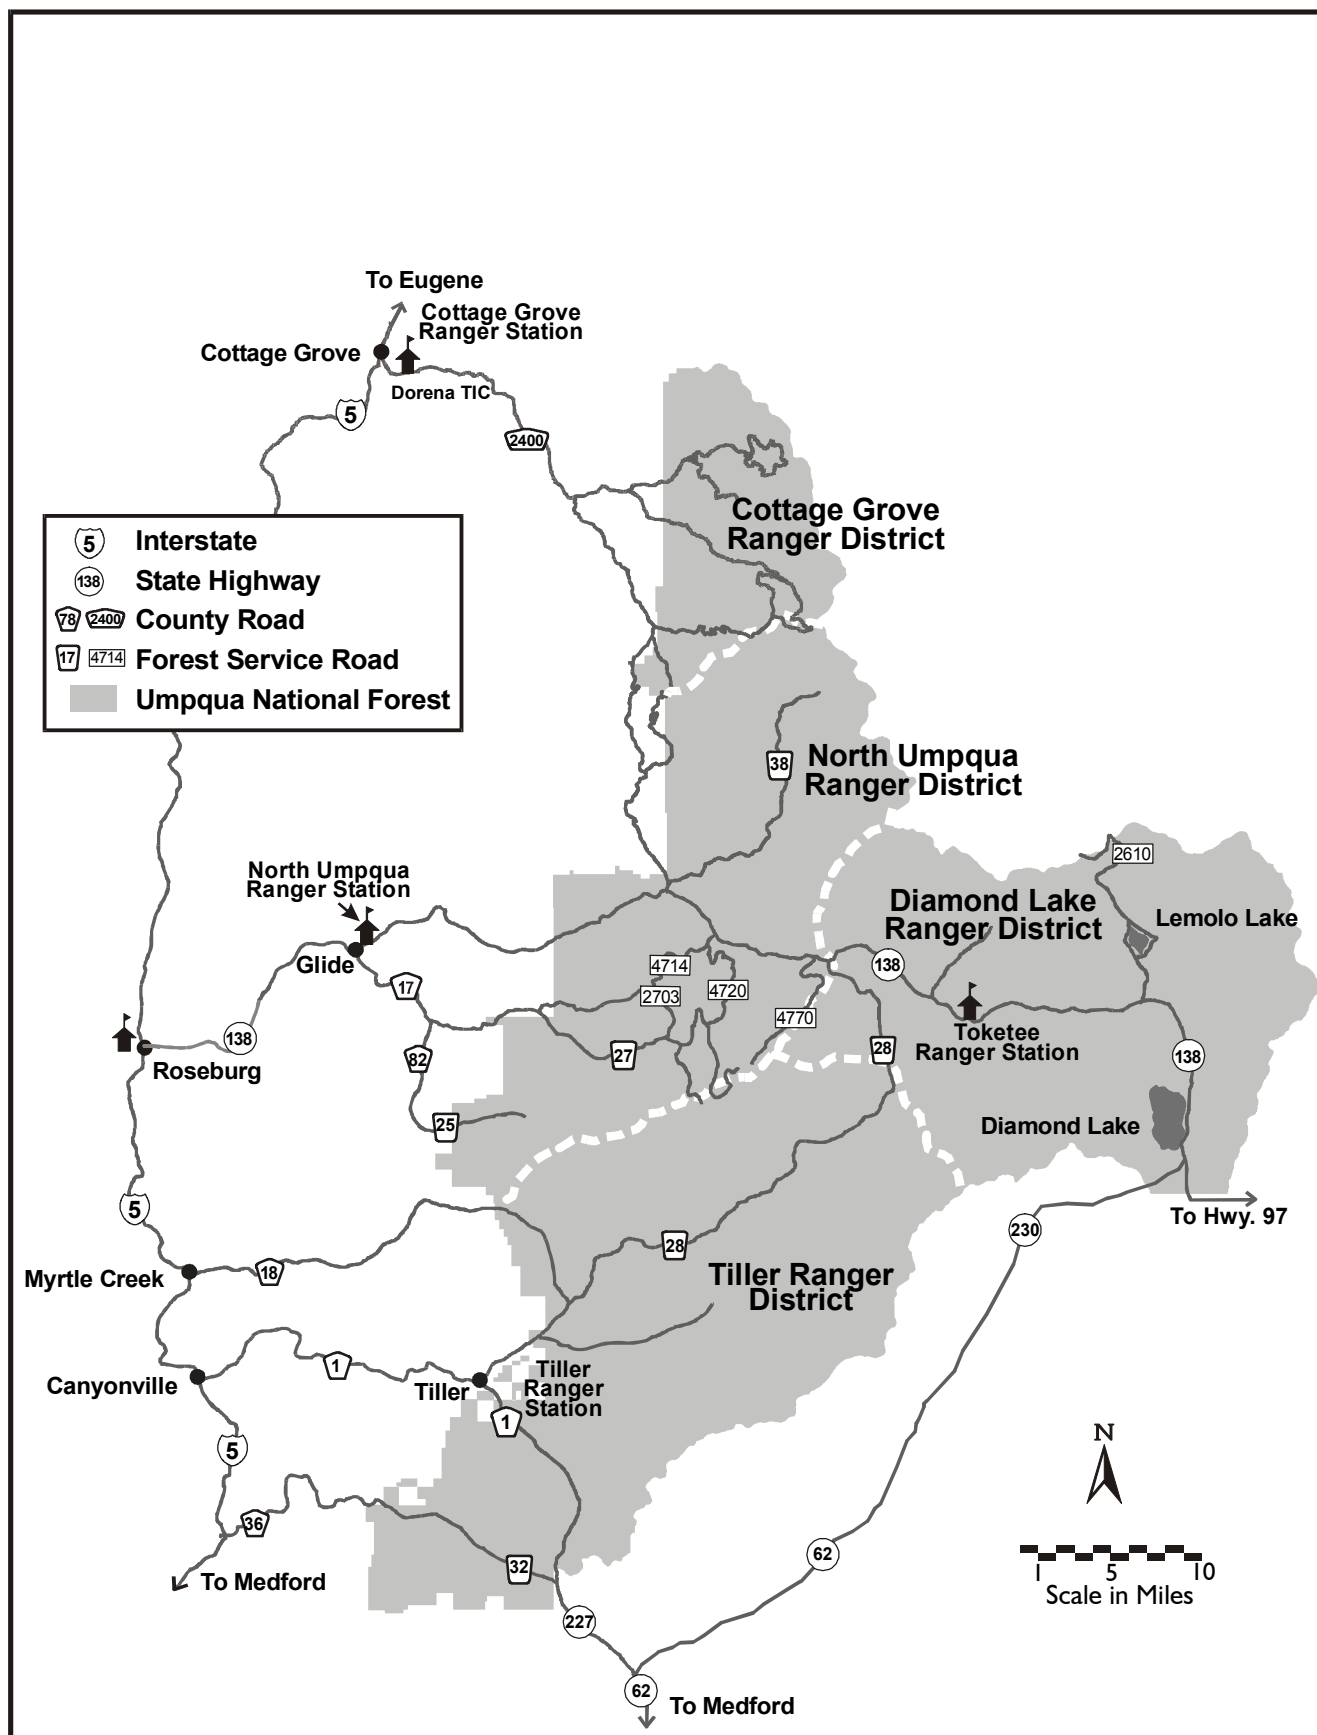 To Eugene
Cottage Grove
Ranger Station
Cottage Grove
Dorena TIC
5
2400
Cottage Grove
Ranger District
5 Interstate
138 State Highway
78 2400 County Road
17 4714 Forest Service Road
Umpqua National Forest
38
North Umpqua
Ranger District
2610
North Umpqua
Ranger Station
Diamond Lake
Ranger District
Lemolo Lake
Glide
4714
138
17
2703
4720
4770
138
82
27
28
Toketee
Ranger Station
138
Roseburg
25
Diamond Lake
5
To Hwy. 97
230
28
18
Myrtle Creek
Tiller Ranger
District
1
Canyonville
Tiller
Tiller
Ranger
Station
1
5
N
36
62
32
1 5 10
Scale in Miles
To Medford
227
62
To Medford